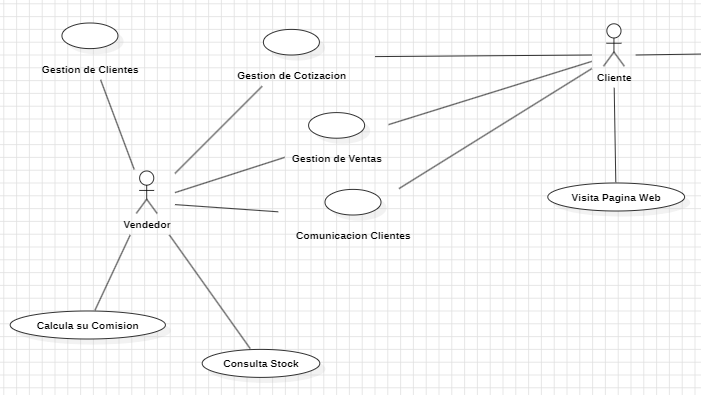 Gestion de Clientes
Gestion de Cotizacion
Cliente
Gestion de Ventas
Visita Pagina Web
Vendedor
Comunicacion Clientes
Calcula su Comision
Consulta Stock